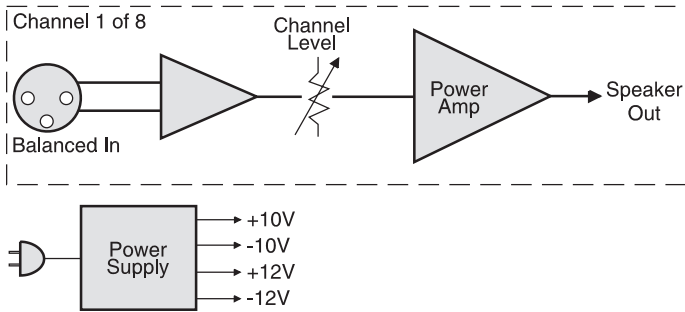 Channel 1 of 8
Channel
Level
Balanced In
Power
Amp
Speaker
Out
Power
Supply
+10V
-10V
+12V
-12V